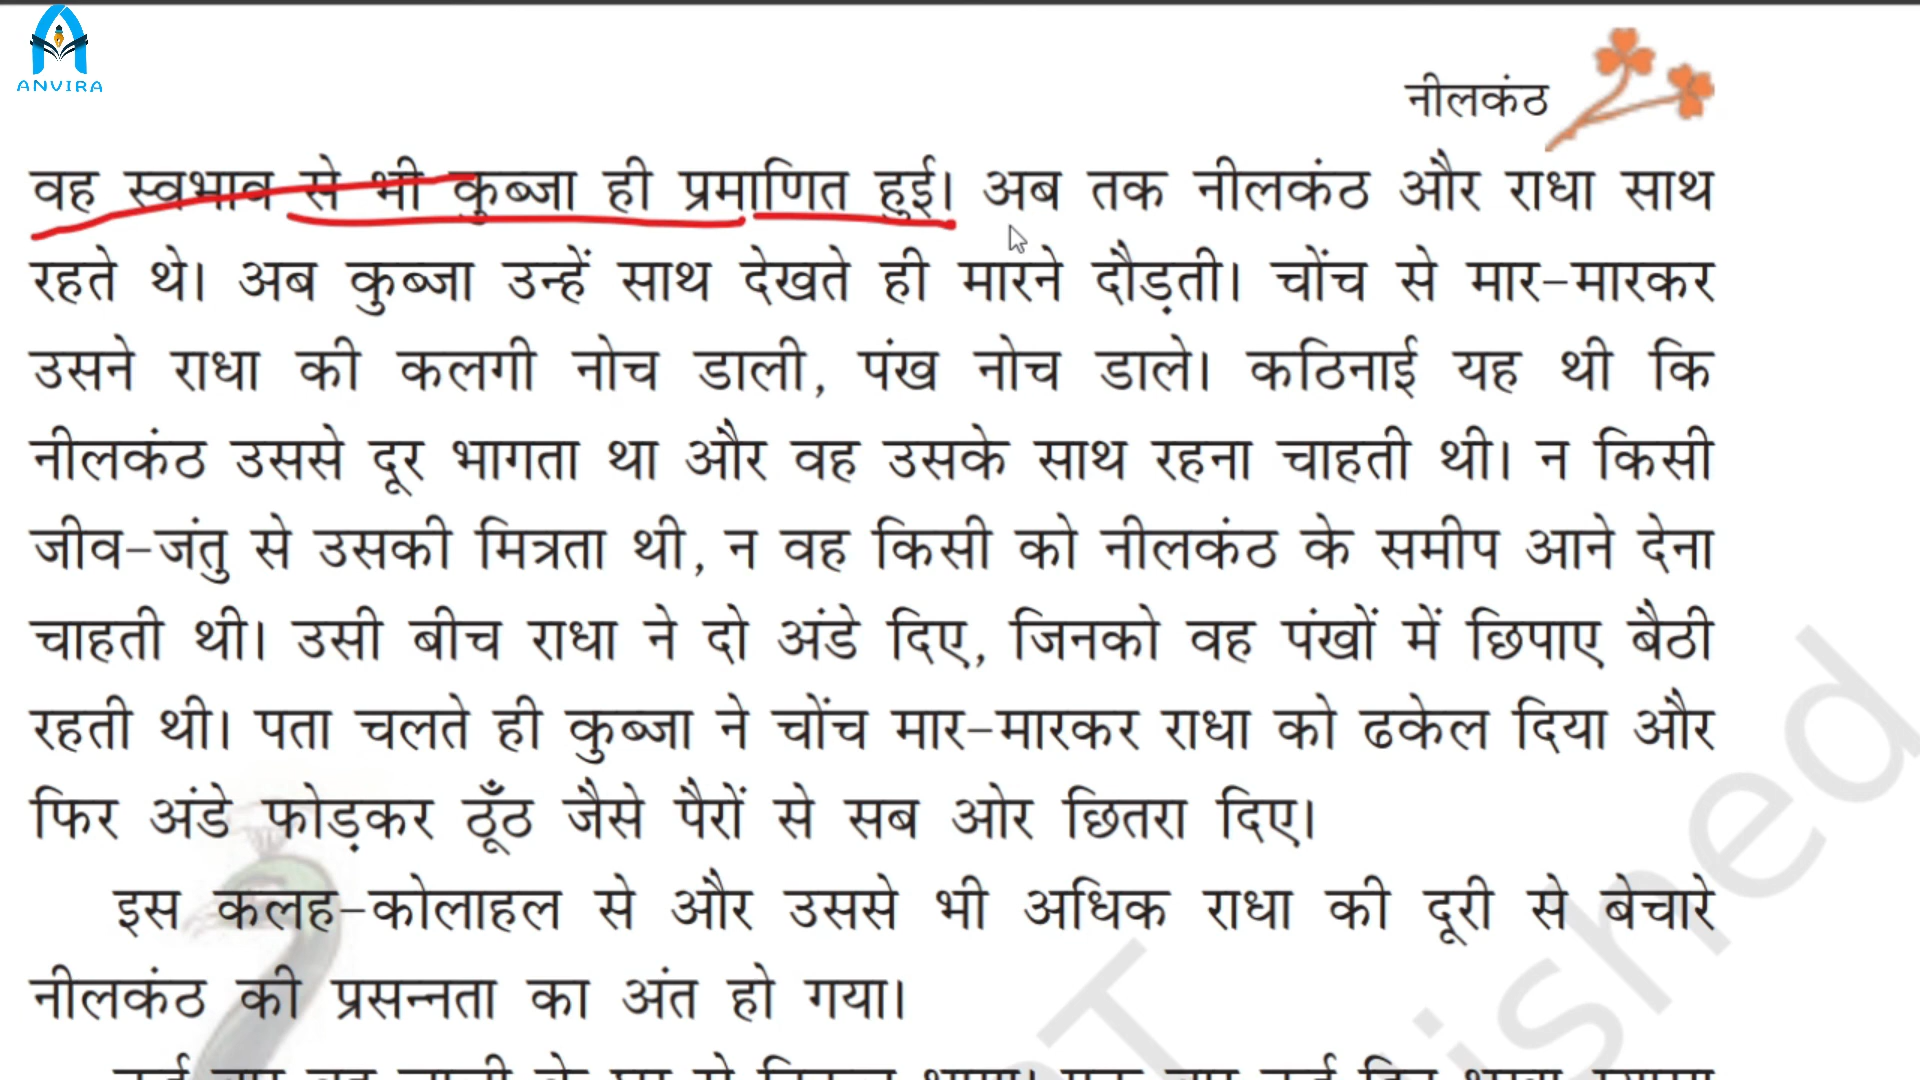 ANVIRA
नीलकंठ
वह स्वभाव से भी कुब्जा ही प्रमाणित हुई। अब तक नीलकंठ और राधा साथ
रहते थे। अब कुब्जा उन्हें साथ देखते ही मारने दौड़ती। चोंच से मार-मारकर
उसने राधा की कलगी नोच डाली, पंख नोच डाले। कठिनाई यह थी कि
नीलकंठ उससे दूर भागता था और वह उसके साथ रहना चाहती थी। न किसी
जीव-जंतु से उसकी मित्रता थी, न वह किसी को नीलकंठ के समीप आने देना
चाहती थी। उसी बीच राधा ने दो अंडे दिए, जिनको वह पंखों में छिपाए बैठी
रहती थी। पता चलते ही कुब्जा ने चोंच मार-मारकर राधा को ढकेल दिया और
फिर अंडे फोड़कर ठूँठ जैसे पैरों से सब ओर छितरा दिए।
इस कलह-कोलाहल से और उससे भी अधिक राधा की दूरी से बेचारे
नीलकंठ की प्रसन्नता का अंत हो गया।